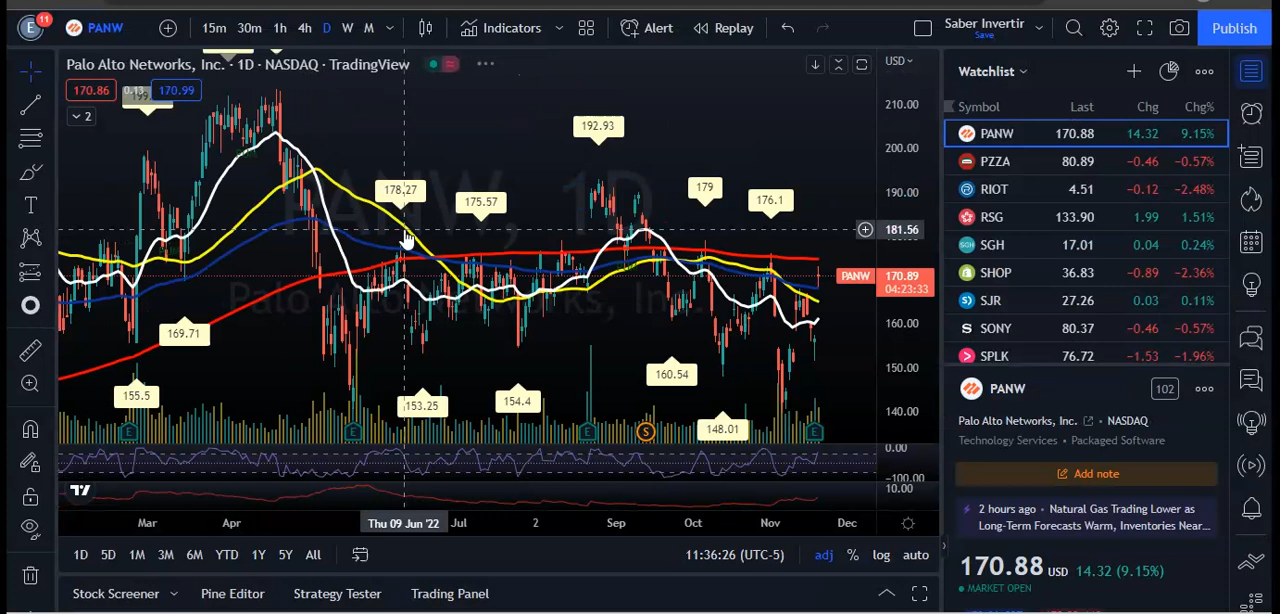 E 11 PANW 15m 30m 1h 4h D W M Indicators Alert Replay Saber Invertir Save Publish
Palo Alto Networks, Inc. · 1D · NASDAQ · TradingView
170.86 0.13 170.99
2
USD
210.00
200.00
190.00
181.56
PANW 170.89
04:23:33
160.00
150.00
140.00
0.00
-100.00
10.00
PANW, 1D
Palo Alto Networks, Inc.
192.93
178.27
175.57
179
176.1
169.71
155.5
153.25
154.4
160.54
148.01
E E E S E
Mar Apr Thu 09 Jun '22 Jul 2 Sep Oct Nov Dec
1D 5D 1M 3M 6M YTD 1Y 5Y All 11:36:26 (UTC-5) adj % log auto
Stock Screener Pine Editor Strategy Tester Trading Panel
Watchlist
Symbol Last Chg Chg%
PANW 170.88 14.32 9.15%
PZZA 80.89 −0.46 −0.57%
RIOT 4.51 −0.12 −2.48%
RSG 133.90 1.99 1.51%
SGH 17.01 0.04 0.24%
SHOP 36.83 −0.89 −2.36%
SJR 27.26 0.03 0.11%
SONY 80.37 −0.46 −0.57%
SPLK 76.72 −1.53 −1.96%
PANW 102
Palo Alto Networks, Inc. · NASDAQ
Technology Services · Packaged Software
Add note
2 hours ago · Natural Gas Trading Lower as
Long-Term Forecasts Warm, Inventories Near...
170.88 USD 14.32 (9.15%)
MARKET OPEN